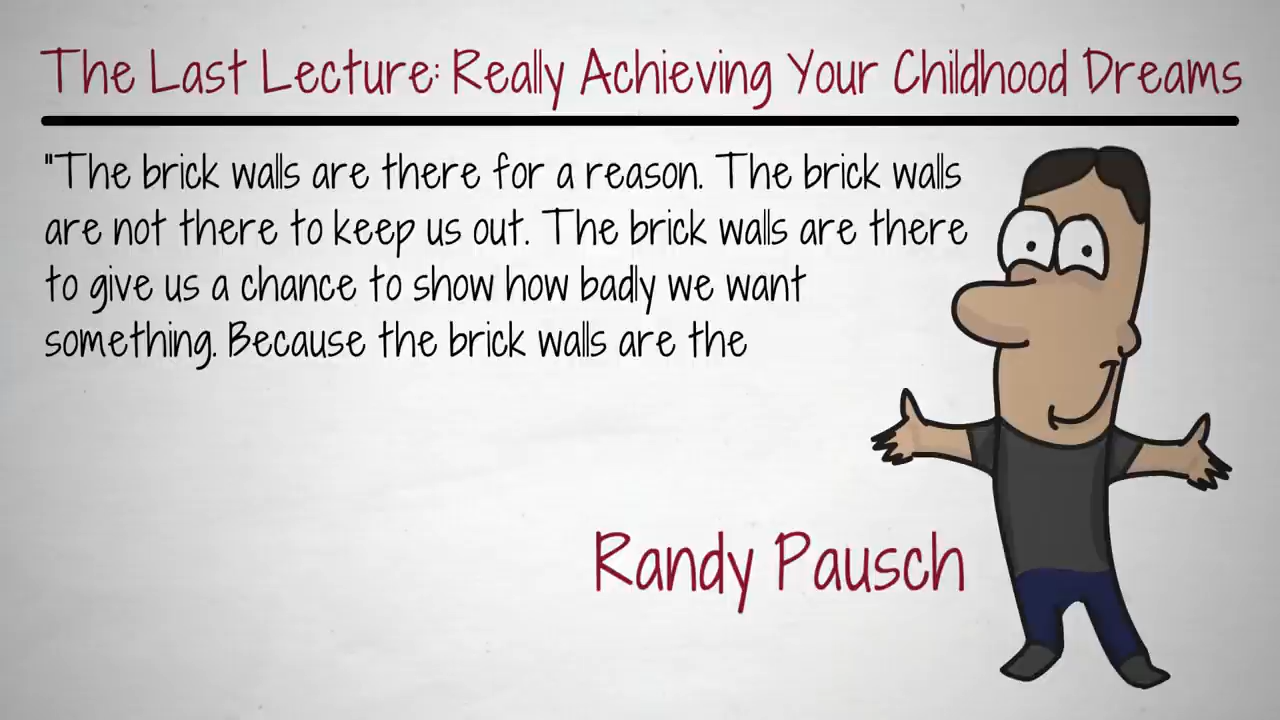 The Last Lecture: Really Achieving Your Childhood Dreams
"The brick walls are there for a reason. The brick walls
are not there to keep us out. The brick walls are there
to give us a chance to show how badly we want
something. Because the brick walls are the
Randy Pausch